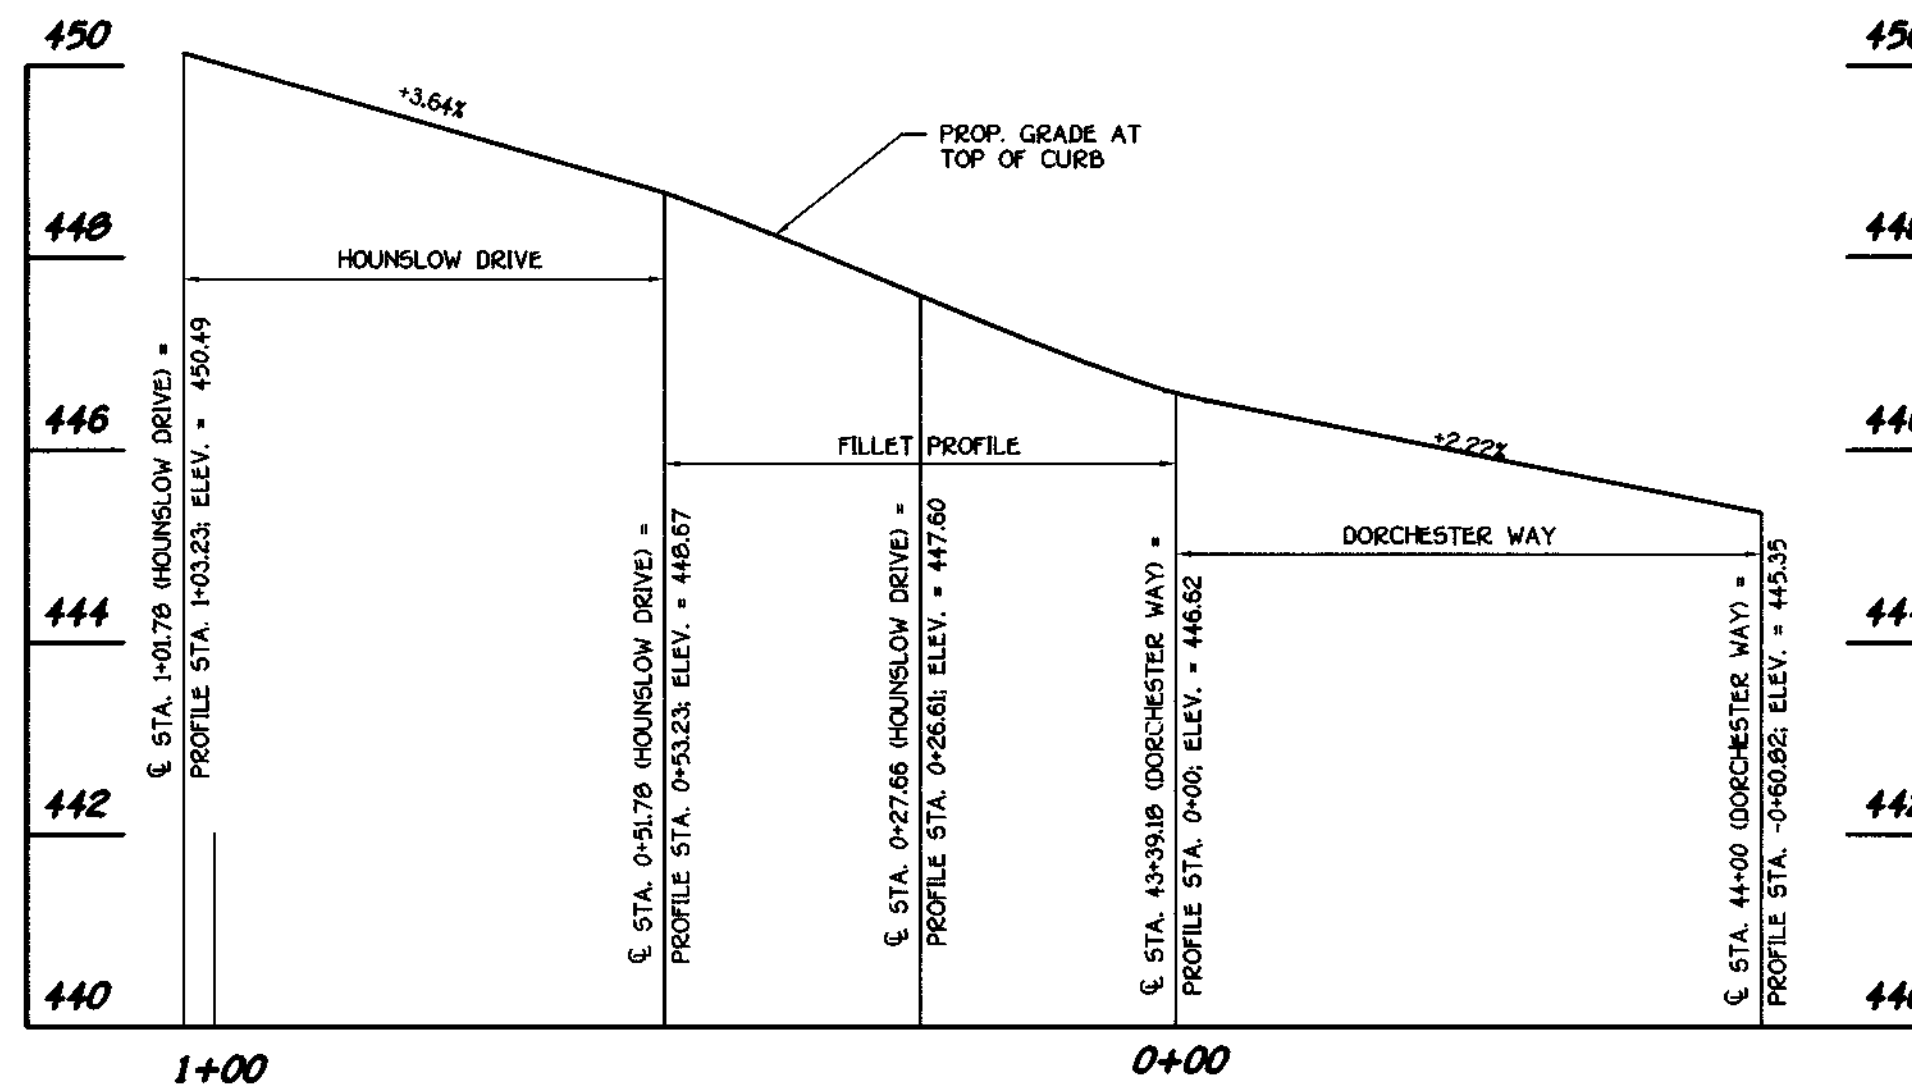 450
448
446
444
442
440
+3.64%
PROP. GRADE AT
TOP OF CURB
HOUNSLOW DRIVE
FILLET PROFILE
+2.22%
DORCHESTER WAY
℄ STA. 1+01.78 (HOUNSLOW DRIVE) =
PROFILE STA. 1+03.23; ELEV. = 450.49
℄ STA. 0+51.78 (HOUNSLOW DRIVE) =
PROFILE STA. 0+53.23; ELEV. = 448.67
℄ STA. 0+27.66 (HOUNSLOW DRIVE) =
PROFILE STA. 0+26.61; ELEV. = 447.60
℄ STA. 43+39.18 (DORCHESTER WAY) =
PROFILE STA. 0+00; ELEV. = 446.62
℄ STA. 44+00 (DORCHESTER WAY) =
PROFILE STA. -0+60.82; ELEV. = 445.35
1+00
0+00